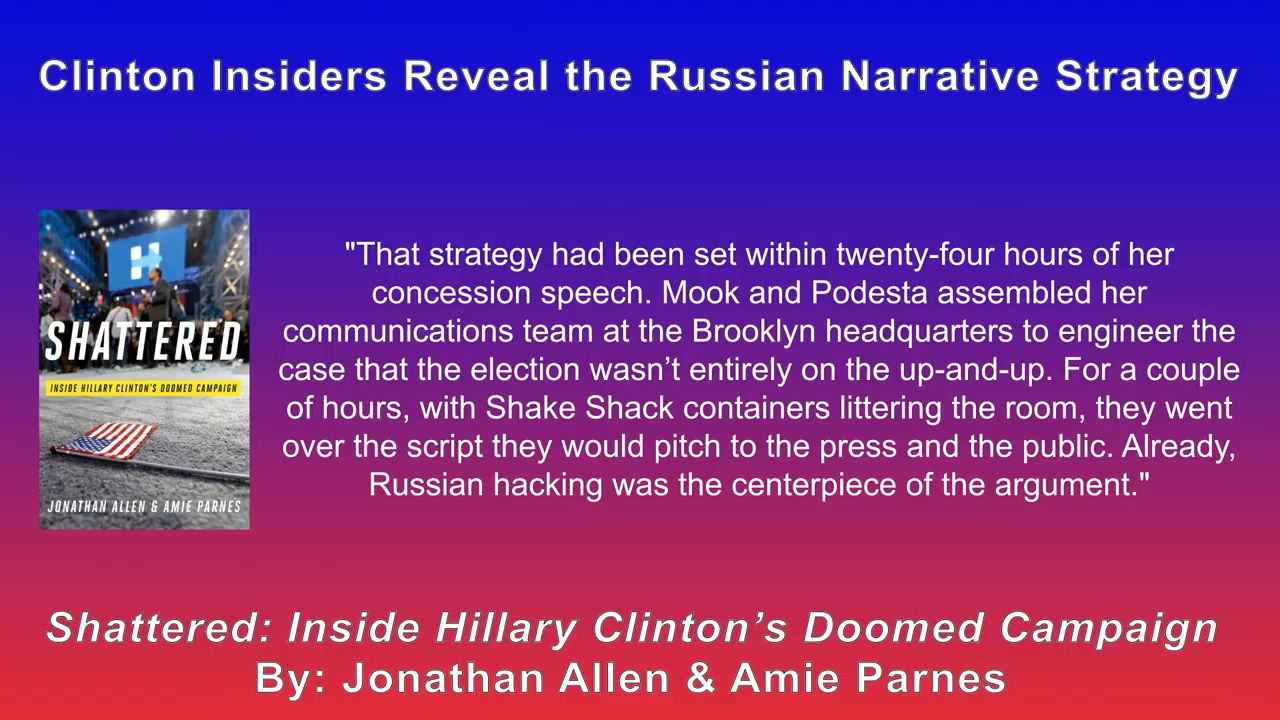 Clinton Insiders Reveal the Russian Narrative Strategy
H
SHATTERED
INSIDE HILLARY CLINTON'S DOOMED CAMPAIGN
JONATHAN ALLEN & AMIE PARNES
"That strategy had been set within twenty-four hours of her
concession speech. Mook and Podesta assembled her
communications team at the Brooklyn headquarters to engineer the
case that the election wasn’t entirely on the up-and-up. For a couple
of hours, with Shake Shack containers littering the room, they went
over the script they would pitch to the press and the public. Already,
Russian hacking was the centerpiece of the argument."
Shattered: Inside Hillary Clinton’s Doomed Campaign
By: Jonathan Allen & Amie Parnes